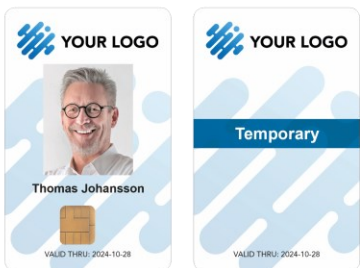 YOUR LOGO
Thomas Johansson
VALID THRU: 2024-10-28
YOUR LOGO
Temporary
VALID THRU: 2024-10-28